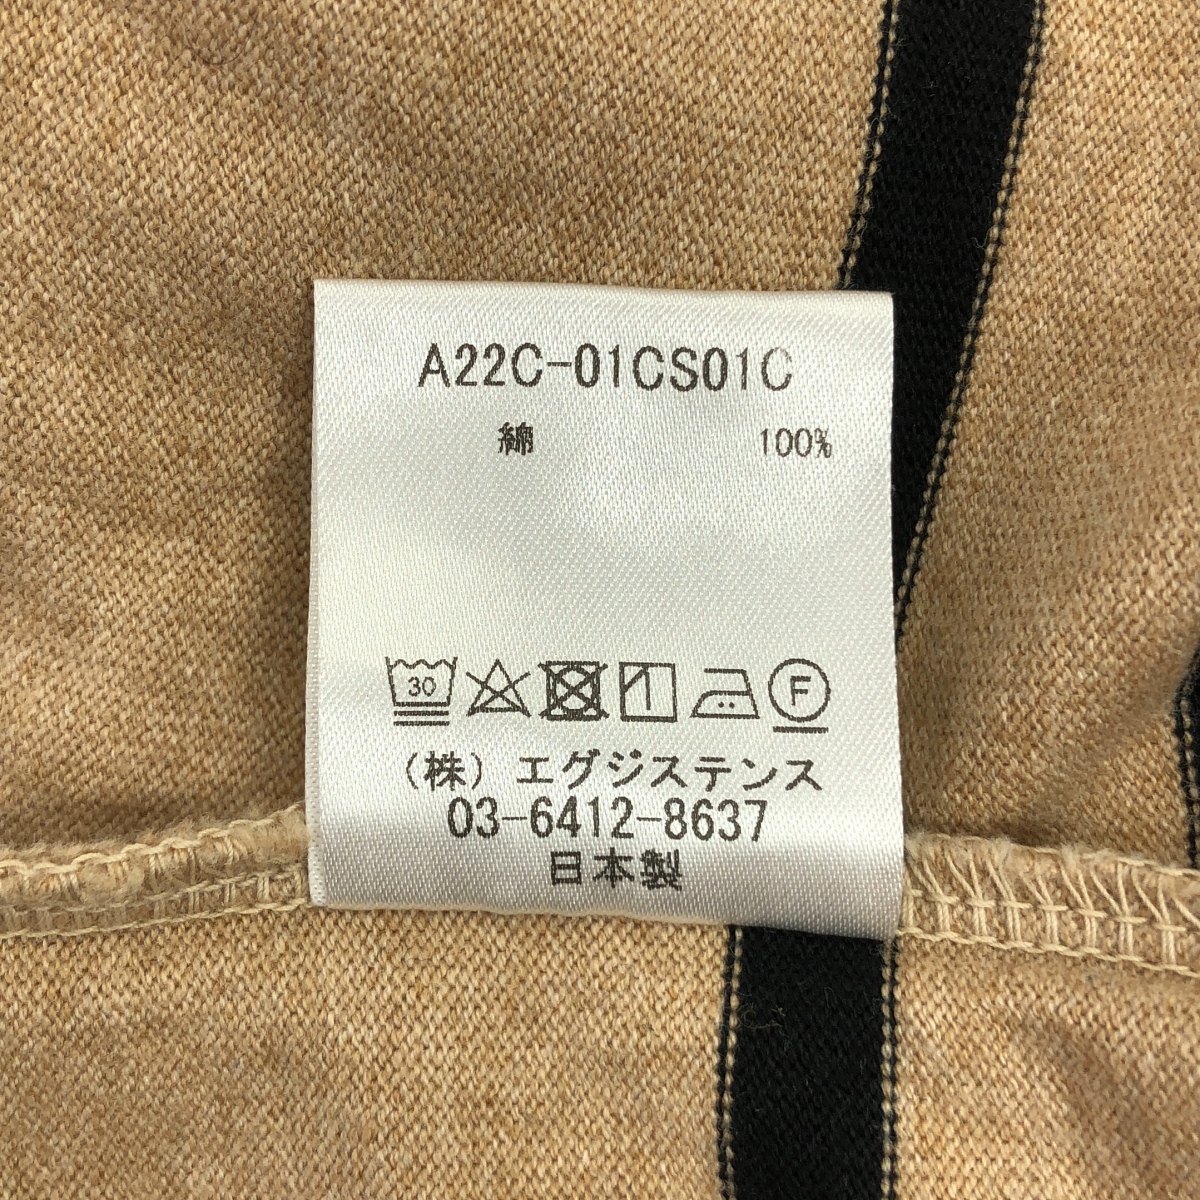 A22C-01CS01C
綿 100%
30 F
（株）エグジステンス
03-6412-8637
日本製